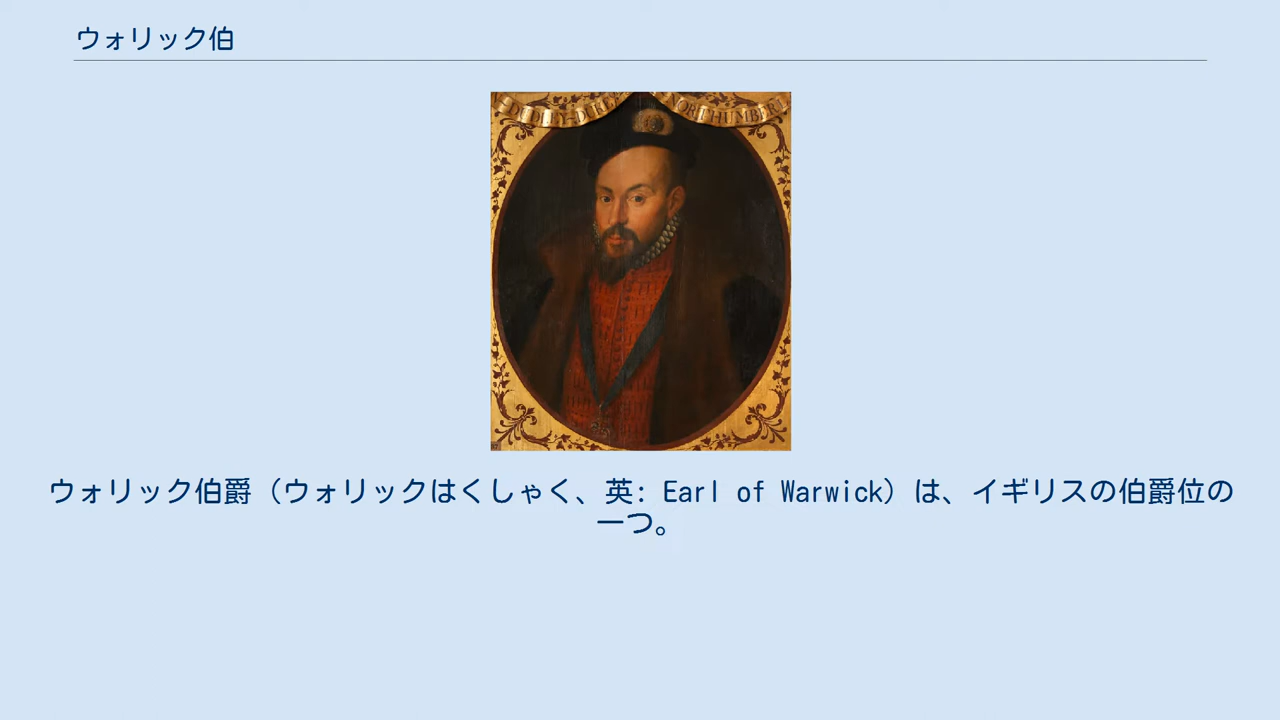 ウォリック伯
DUDLEY
NORTHUMBER
ウォリック伯爵（ウォリックはくしゃく、英: Earl of Warwick）は、イギリスの伯爵位の
一つ。